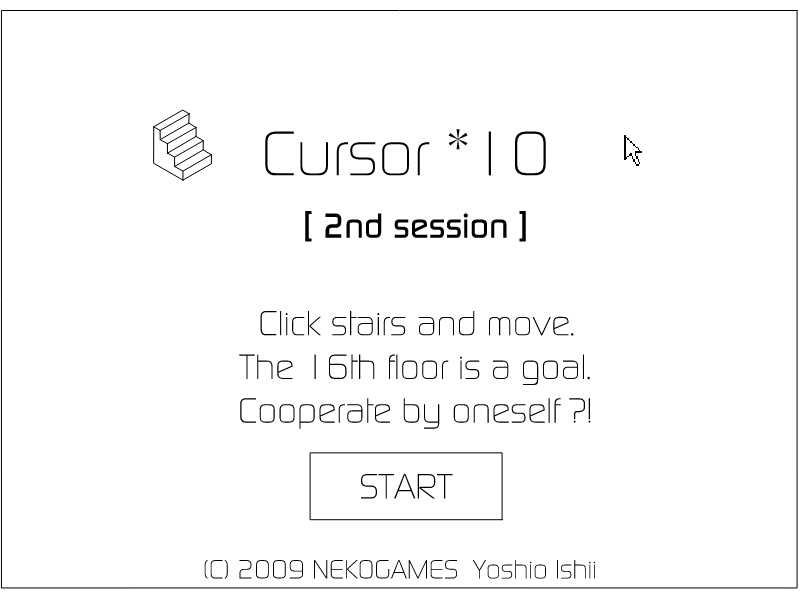 Cursor *10
[ 2nd session ]
Click stairs and move.
The 16th floor is a goal.
Cooperate by oneself ?!
START
(C) 2009 NEKOGAMES Yoshio Ishii